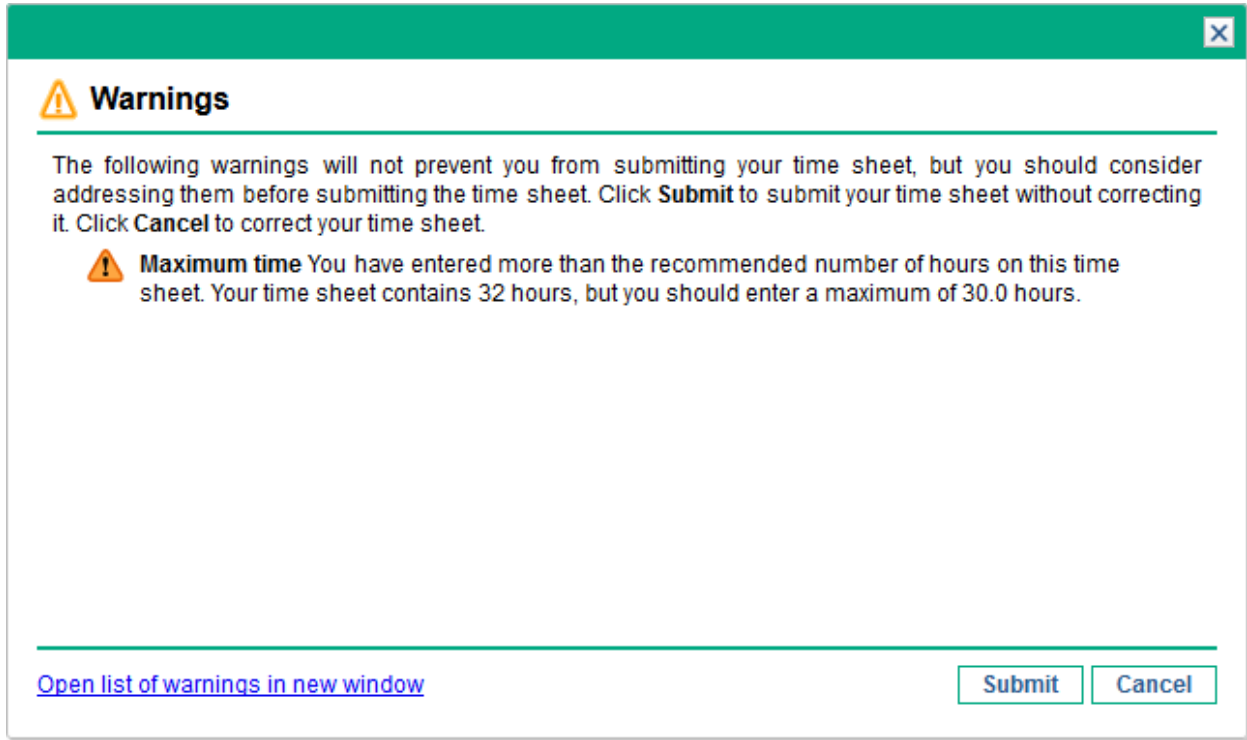 Warnings
The following warnings will not prevent you from submitting your time sheet, but you should consider
addressing them before submitting the time sheet. Click Submit to submit your time sheet without correcting
it. Click Cancel to correct your time sheet.
Maximum time You have entered more than the recommended number of hours on this time
sheet. Your time sheet contains 32 hours, but you should enter a maximum of 30.0 hours.
Open list of warnings in new window
Submit
Cancel